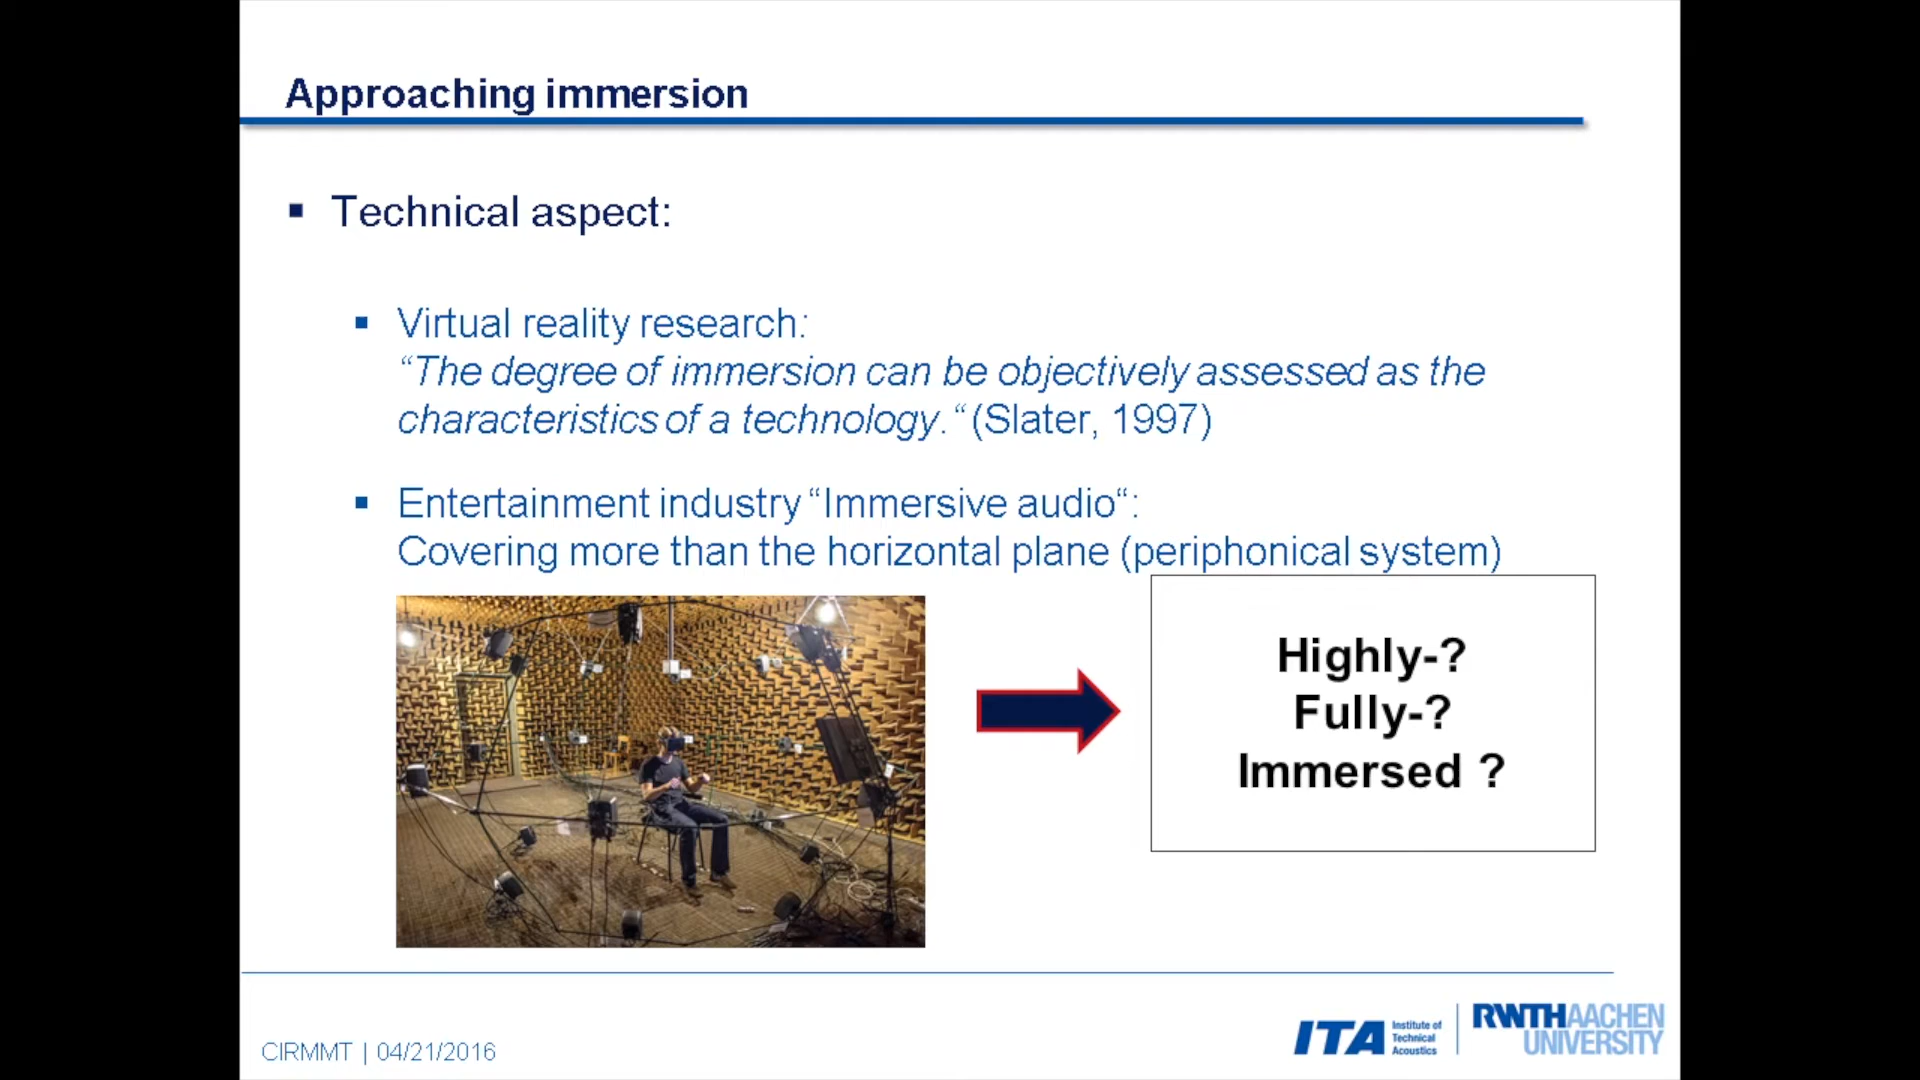 Approaching immersion
Technical aspect:
Virtual reality research:
“The degree of immersion can be objectively assessed as the
characteristics of a technology.“ (Slater, 1997)
Entertainment industry “Immersive audio“:
Covering more than the horizontal plane (periphonical system)
Highly-?
Fully-?
Immersed ?
CIRMMT | 04/21/2016
ITA
Institute of
Technical
Acoustics
RWTHAACHEN
UNIVERSITY